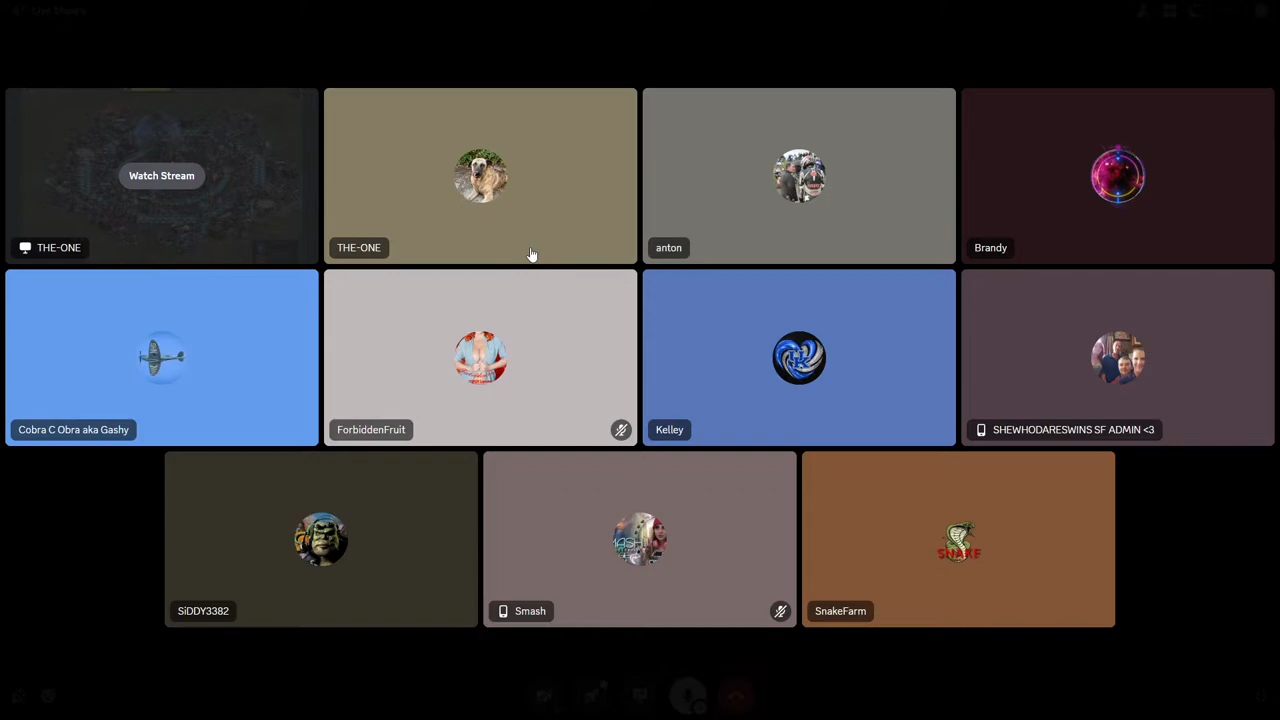 Watch Stream
THE-ONE
THE-ONE
anton
Brandy
Cobra C Obra aka Gashy
ForbiddenFruit
Kelley
SHEWHODARESWINS SF ADMIN <3
SiDDY3382
Smash
SNAKE
SnakeFarm